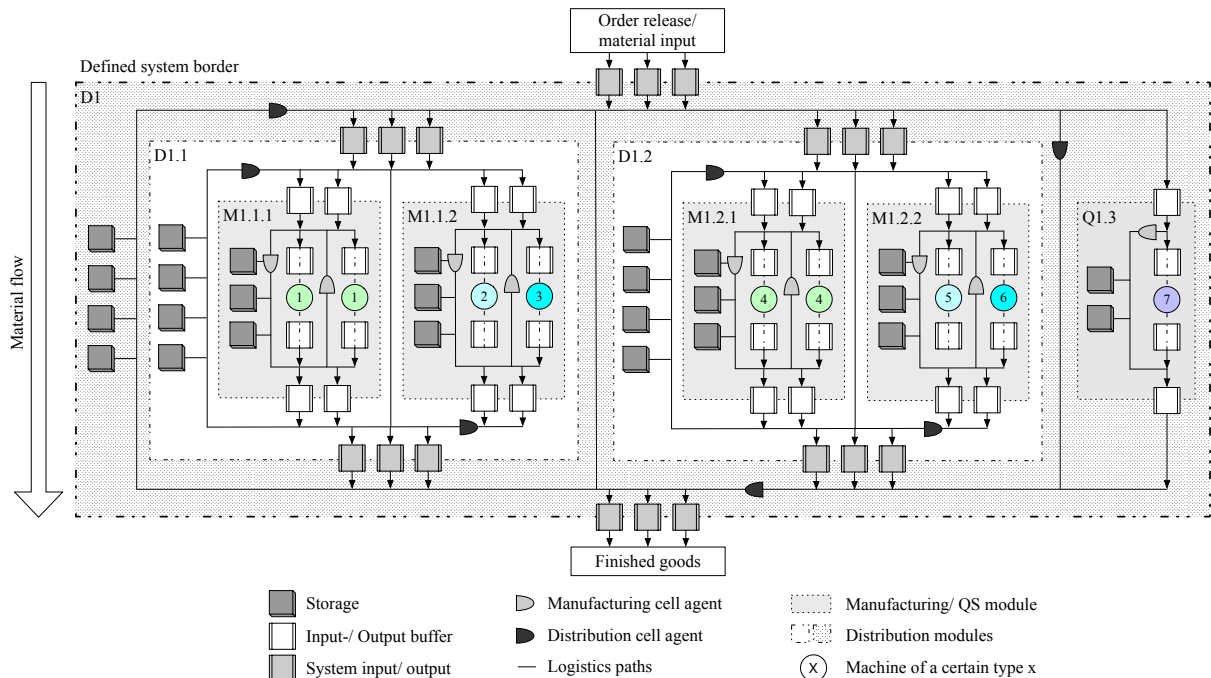 Order release/
material input
Defined system border
D1
D1.1
D1.2
M1.1.1
M1.1.2
M1.2.1
M1.2.2
Q1.3
Material flow
1
1
2
3
4
4
5
6
7
Finished goods
Storage
Manufacturing cell agent
Manufacturing/ QS module
Input-/ Output buffer
Distribution cell agent
Distribution modules
System input/ output
Logistics paths
X
Machine of a certain type x